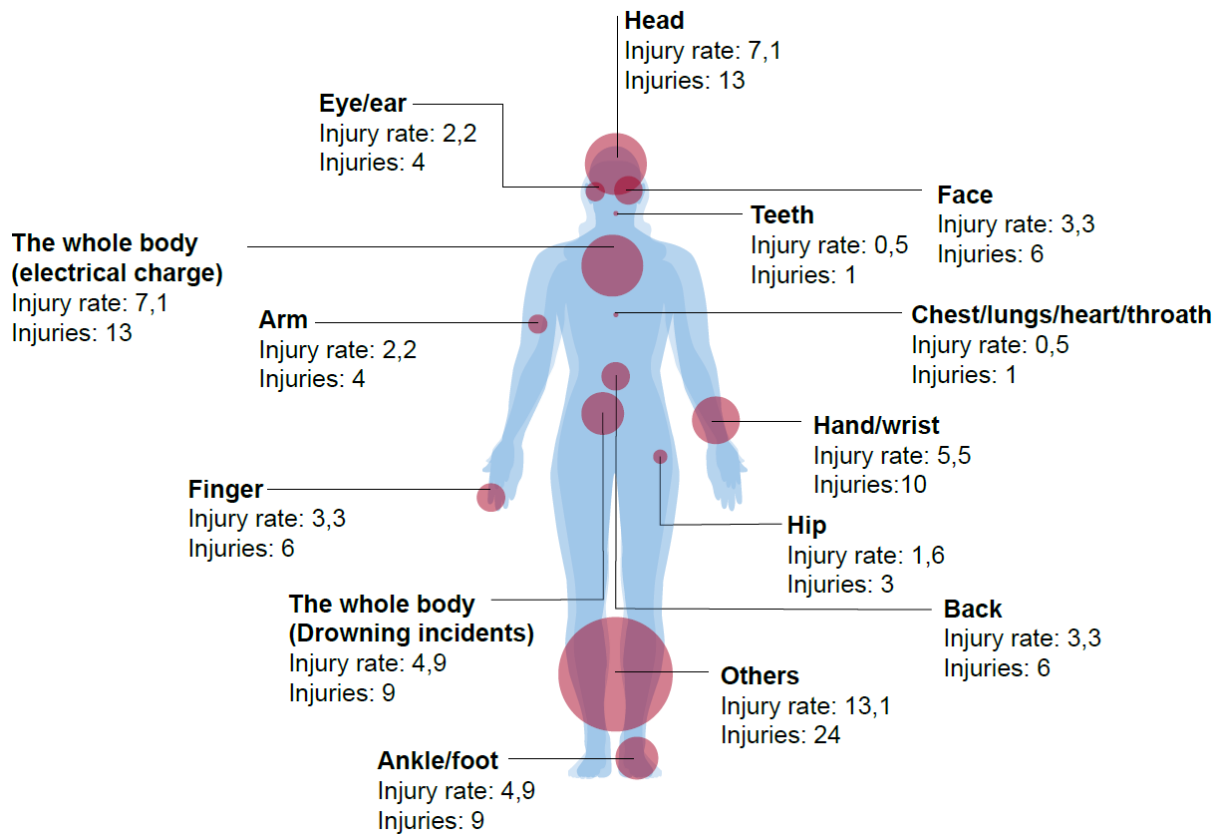 Head
Injury rate: 7,1
Injuries: 13
Eye/ear
Injury rate: 2,2
Injuries: 4
Face
Injury rate: 3,3
Injuries: 6
Teeth
Injury rate: 0,5
Injuries: 1
The whole body
(electrical charge)
Injury rate: 7,1
Injuries: 13
Arm
Injury rate: 2,2
Injuries: 4
Chest/lungs/heart/throath
Injury rate: 0,5
Injuries: 1
Hand/wrist
Injury rate: 5,5
Injuries:10
Finger
Injury rate: 3,3
Injuries: 6
Hip
Injury rate: 1,6
Injuries: 3
The whole body
(Drowning incidents)
Injury rate: 4,9
Injuries: 9
Back
Injury rate: 3,3
Injuries: 6
Others
Injury rate: 13,1
Injuries: 24
Ankle/foot
Injury rate: 4,9
Injuries: 9